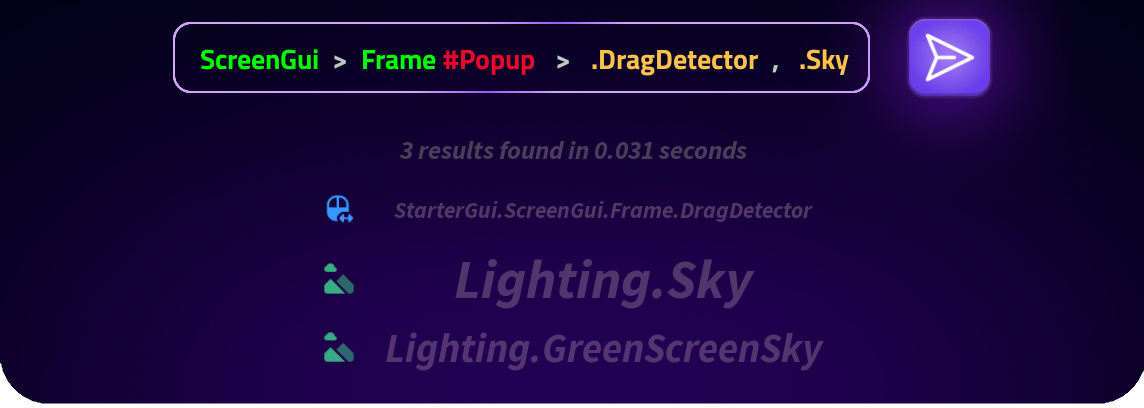 ScreenGui > Frame #Popup > .DragDetector , .Sky
3 results found in 0.031 seconds
StarterGui.ScreenGui.Frame.DragDetector
Lighting.Sky
Lighting.GreenScreenSky